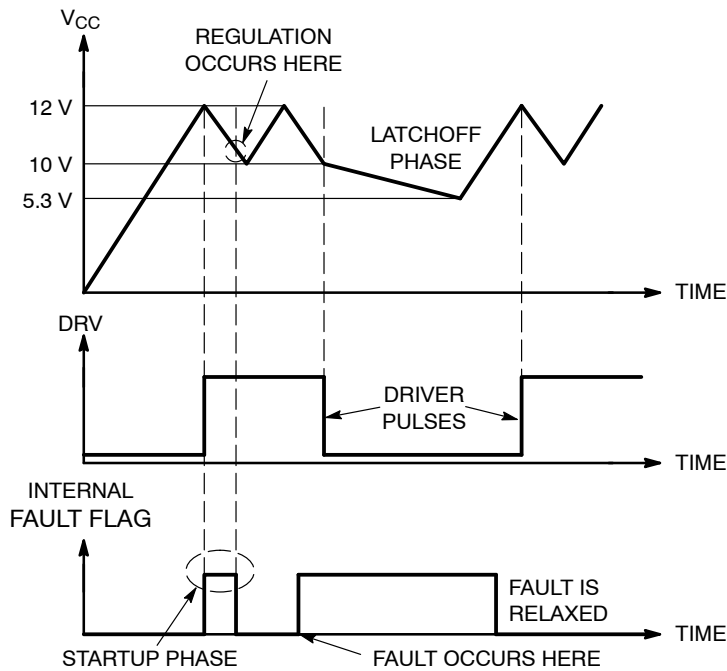 VCC
REGULATION
OCCURS HERE
12 V
LATCHOFF
PHASE
10 V
5.3 V
TIME
DRV
DRIVER
PULSES
TIME
INTERNAL
FAULT FLAG
FAULT IS
RELAXED
TIME
STARTUP PHASE
FAULT OCCURS HERE